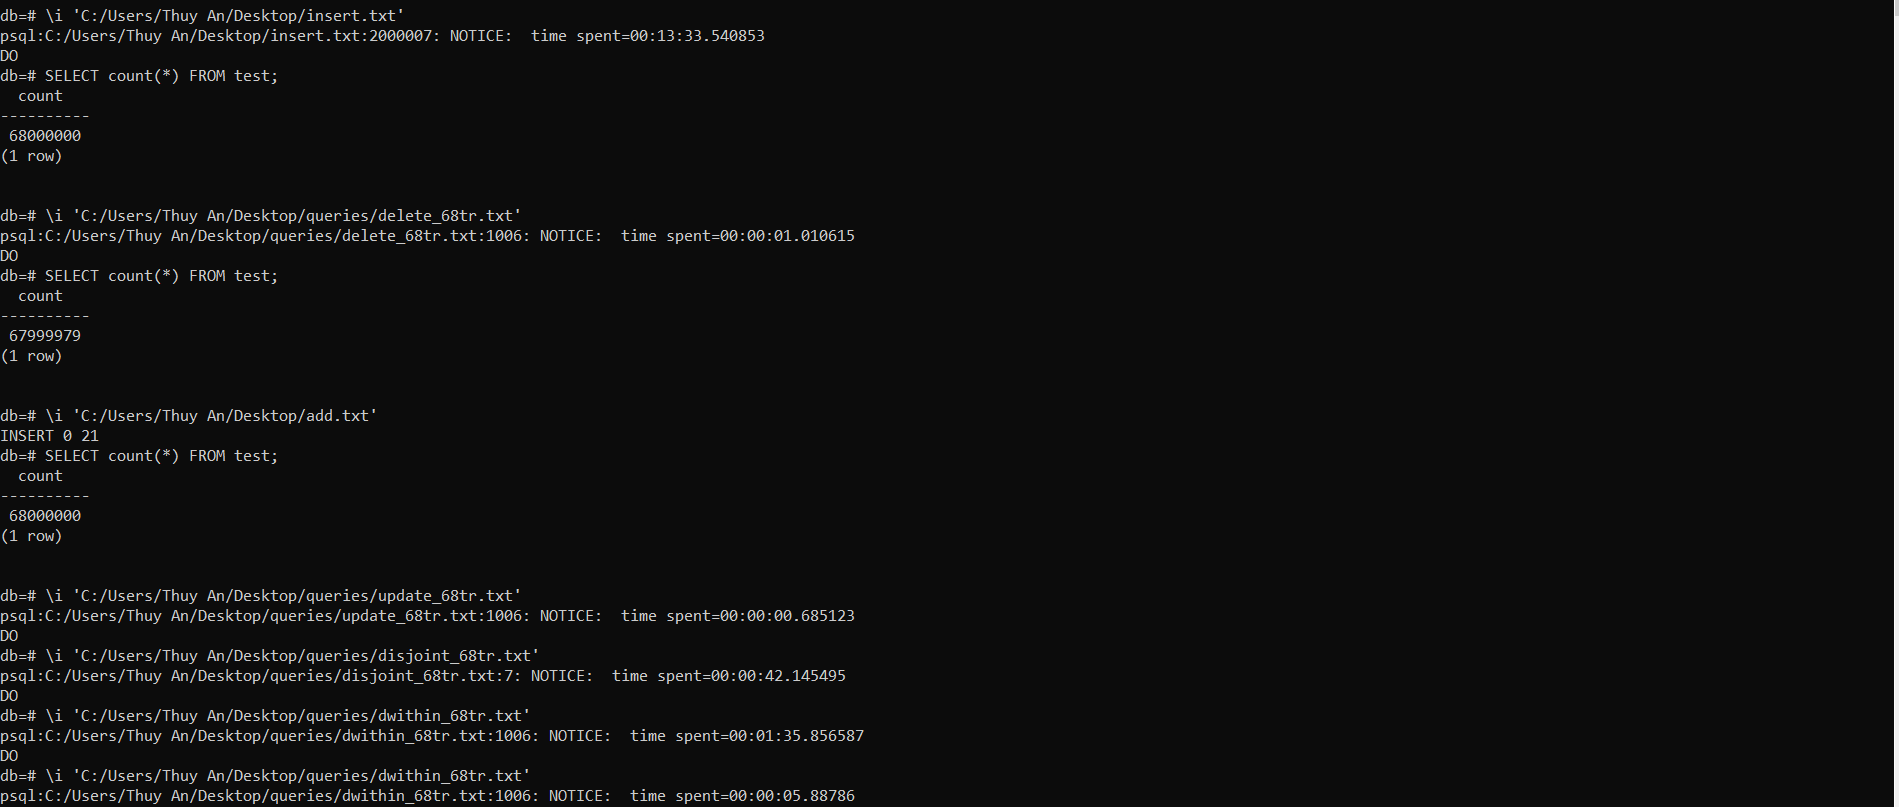 db=# \i 'C:/Users/Thuy An/Desktop/insert.txt'
psql:C:/Users/Thuy An/Desktop/insert.txt:2000007: NOTICE:  time spent=00:13:33.540853
DO
db=# SELECT count(*) FROM test;
  count
----------
 68000000
(1 row)
db=# \i 'C:/Users/Thuy An/Desktop/queries/delete_68tr.txt'
psql:C:/Users/Thuy An/Desktop/queries/delete_68tr.txt:1006: NOTICE:  time spent=00:00:01.010615
DO
db=# SELECT count(*) FROM test;
  count
----------
 67999979
(1 row)
db=# \i 'C:/Users/Thuy An/Desktop/add.txt'
INSERT 0 21
db=# SELECT count(*) FROM test;
  count
----------
 68000000
(1 row)
db=# \i 'C:/Users/Thuy An/Desktop/queries/update_68tr.txt'
psql:C:/Users/Thuy An/Desktop/queries/update_68tr.txt:1006: NOTICE:  time spent=00:00:00.685123
DO
db=# \i 'C:/Users/Thuy An/Desktop/queries/disjoint_68tr.txt'
psql:C:/Users/Thuy An/Desktop/queries/disjoint_68tr.txt:7: NOTICE:  time spent=00:00:42.145495
DO
db=# \i 'C:/Users/Thuy An/Desktop/queries/dwithin_68tr.txt'
psql:C:/Users/Thuy An/Desktop/queries/dwithin_68tr.txt:1006: NOTICE:  time spent=00:01:35.856587
DO
db=# \i 'C:/Users/Thuy An/Desktop/queries/dwithin_68tr.txt'
psql:C:/Users/Thuy An/Desktop/queries/dwithin_68tr.txt:1006: NOTICE:  time spent=00:00:05.88786